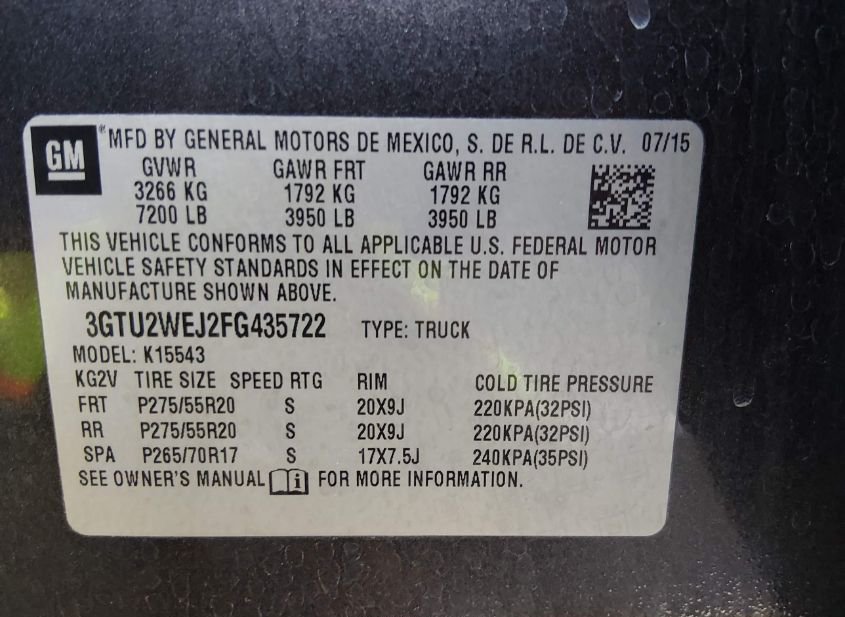 GM
MFD BY GENERAL MOTORS DE MEXICO, S. DE R.L. DE C.V. 07/15
GVWR GAWR FRT GAWR RR
3266 KG 1792 KG 1792 KG
7200 LB 3950 LB 3950 LB
THIS VEHICLE CONFORMS TO ALL APPLICABLE U.S. FEDERAL MOTOR
VEHICLE SAFETY STANDARDS IN EFFECT ON THE DATE OF
MANUFACTURE SHOWN ABOVE.
3GTU2WEJ2FG435722 TYPE: TRUCK
MODEL: K15543
KG2V TIRE SIZE SPEED RTG RIM COLD TIRE PRESSURE
FRT P275/55R20 S 20X9J 220KPA(32PSI)
RR P275/55R20 S 20X9J 220KPA(32PSI)
SPA P265/70R17 S 17X7.5J 240KPA(35PSI)
SEE OWNER'S MANUAL i FOR MORE INFORMATION.